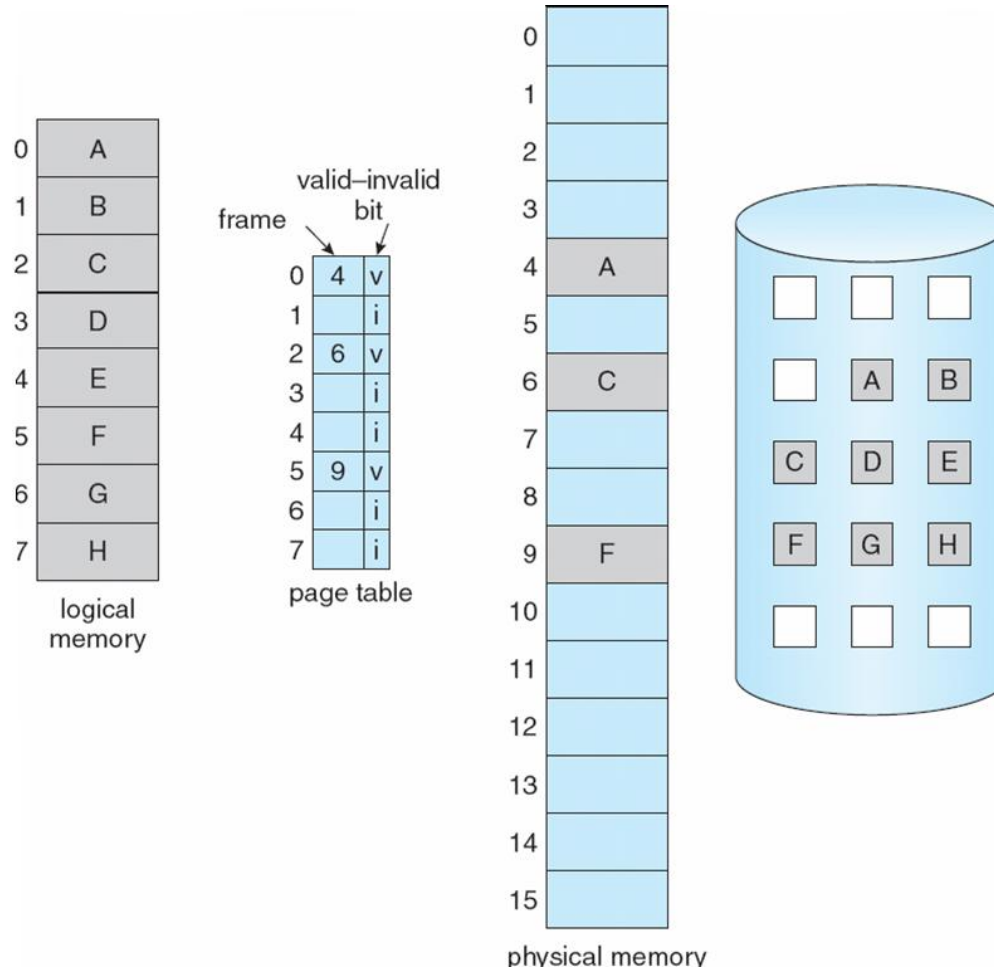 0 A
1 B
2 C
3 D
4 E
5 F
6 G
7 H
logical
memory
valid–invalid
bit
frame
0 4 v
1 i
2 6 v
3 i
4 i
5 9 v
6 i
7 i
page table
0
1
2
3
4 A
5
6 C
7
8
9 F
10
11
12
13
14
15
physical memory
A B
C D E
F G H